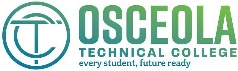 OSCEOLA
TECHNICAL COLLEGE
every student, future ready